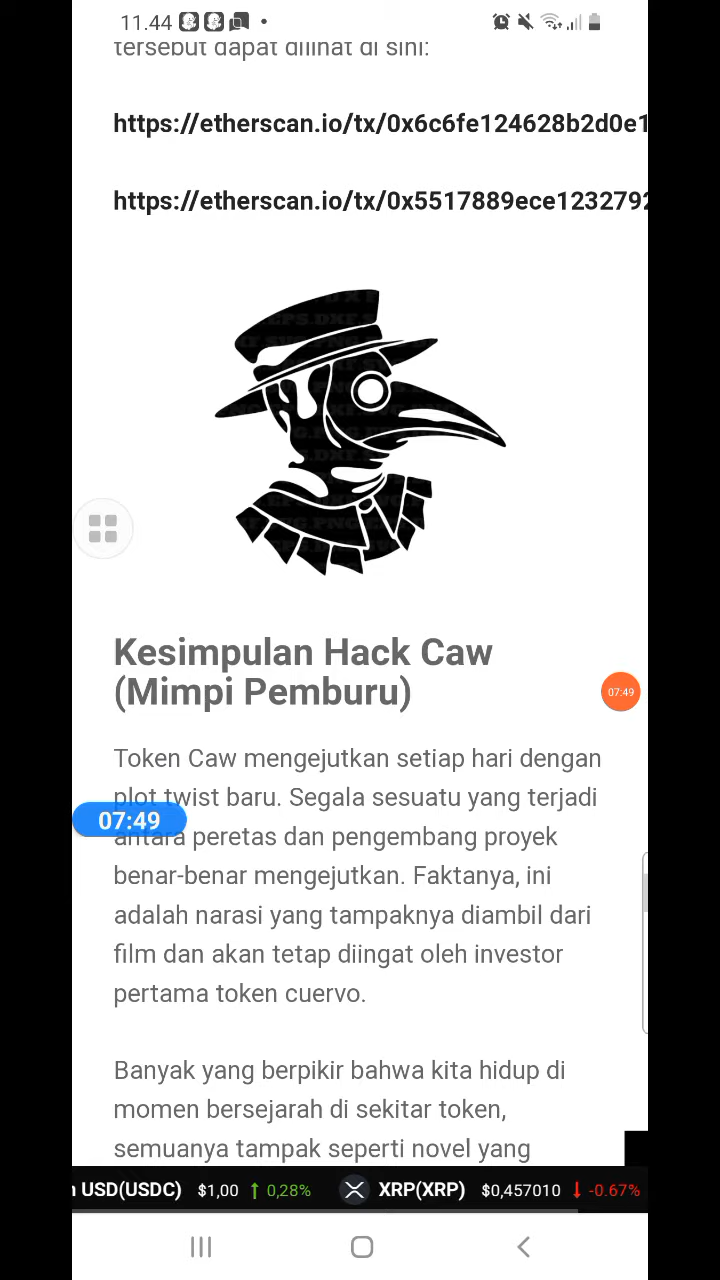 11.44
tersebut dapat dilihat di sini:
https://etherscan.io/tx/0x6c6fe124628b2d0e1
https://etherscan.io/tx/0x5517889ece1232792
Kesimpulan Hack Caw
(Mimpi Pemburu)
07:49
Token Caw mengejutkan setiap hari dengan
plot twist baru. Segala sesuatu yang terjadi
07:49
antara peretas dan pengembang proyek
benar-benar mengejutkan. Faktanya, ini
adalah narasi yang tampaknya diambil dari
film dan akan tetap diingat oleh investor
pertama token cuervo.
Banyak yang berpikir bahwa kita hidup di
momen bersejarah di sekitar token,
semuanya tampak seperti novel yang
USD(USDC) $1,00 ↑ 0,28% XRP(XRP) $0,457010 ↓ -0.67%